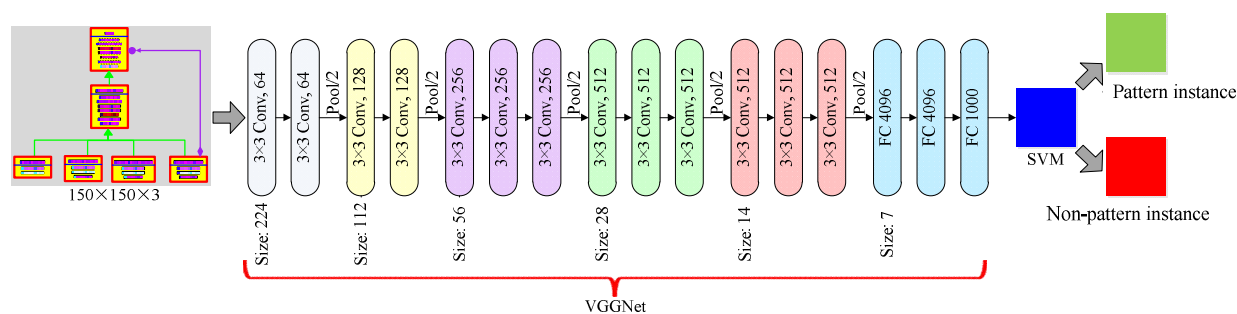 150×150×3
3×3 Conv, 64
3×3 Conv, 64
Pool/2
3×3 Conv, 128
3×3 Conv, 128
Pool/2
3×3 Conv, 256
3×3 Conv, 256
3×3 Conv, 256
Pool/2
3×3 Conv, 512
3×3 Conv, 512
3×3 Conv, 512
Pool/2
3×3 Conv, 512
3×3 Conv, 512
3×3 Conv, 512
Pool/2
FC 4096
FC 4096
FC 1000
Size: 224
Size: 112
Size: 56
Size: 28
Size: 14
Size: 7
VGGNet
SVM
Pattern instance
Non-pattern instance